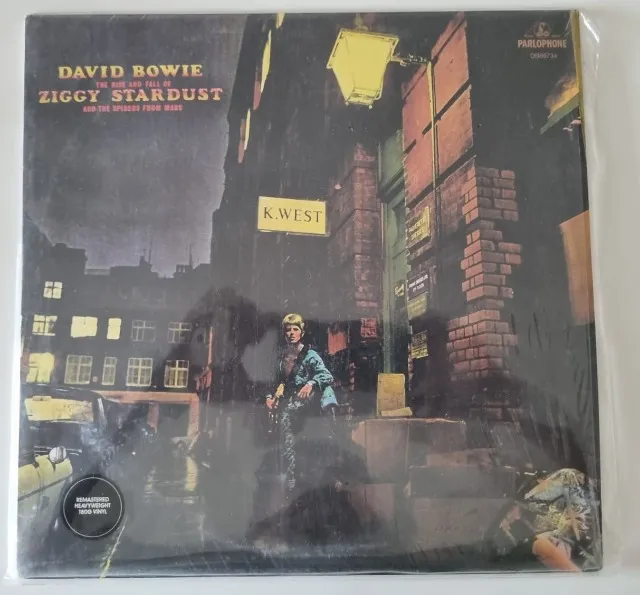 DAVID BOWIE
THE RISE AND FALL OF
ZIGGY STARDUST
AND THE SPIDERS FROM MARS
PARLOPHONE
K.WEST
REMASTERED
HEAVYWEIGHT
180G VINYL